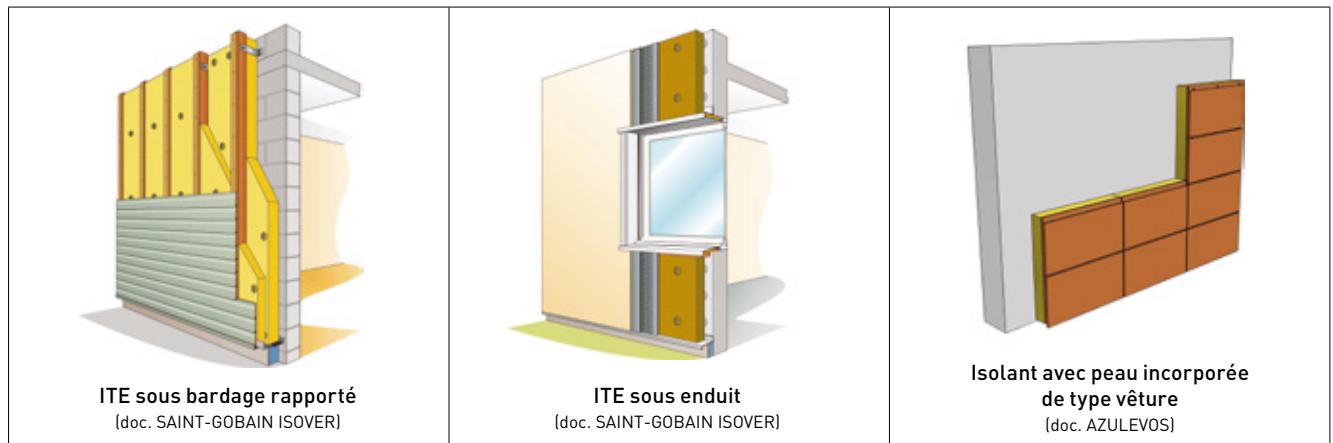 ITE sous bardage rapporté
(doc. SAINT-GOBAIN ISOVER)
ITE sous enduit
(doc. SAINT-GOBAIN ISOVER)
Isolant avec peau incorporée
de type vêture
(doc. AZULEVOS)